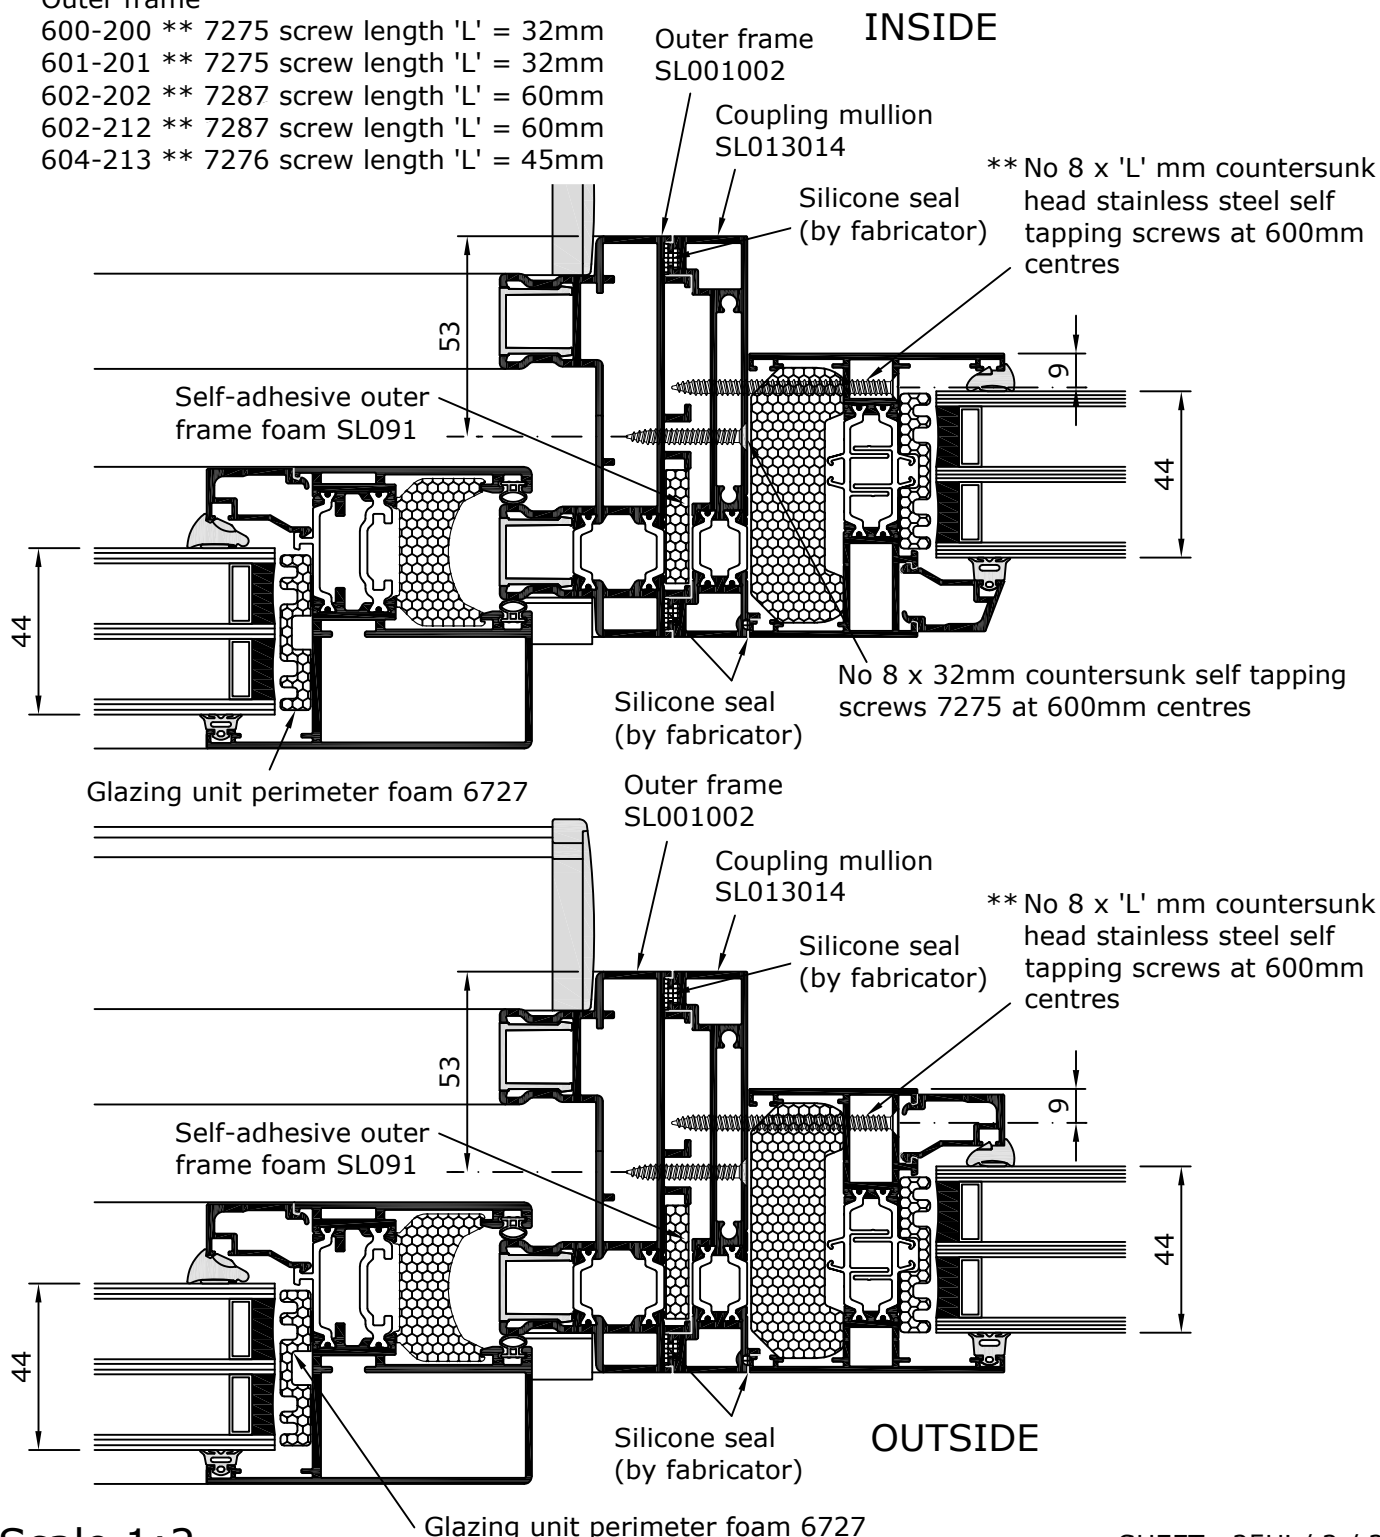 Outer frame
600-200 ** 7275 screw length 'L' = 32mm
601-201 ** 7275 screw length 'L' = 32mm
602-202 ** 7287 screw length 'L' = 60mm
602-212 ** 7287 screw length 'L' = 60mm
604-213 ** 7276 screw length 'L' = 45mm
INSIDE
Outer frame
SL001002
Coupling mullion
SL013014
Silicone seal
(by fabricator)
** No 8 x 'L' mm countersunk
head stainless steel self
tapping screws at 600mm
centres
53
9
Self-adhesive outer
frame foam SL091
44
44
No 8 x 32mm countersunk self tapping
screws 7275 at 600mm centres
Silicone seal
(by fabricator)
Glazing unit perimeter foam 6727
Outer frame
SL001002
Coupling mullion
SL013014
Silicone seal
(by fabricator)
** No 8 x 'L' mm countersunk
head stainless steel self
tapping screws at 600mm
centres
53
9
Self-adhesive outer
frame foam SL091
44
44
Silicone seal
(by fabricator)
OUTSIDE
Glazing unit perimeter foam 6727